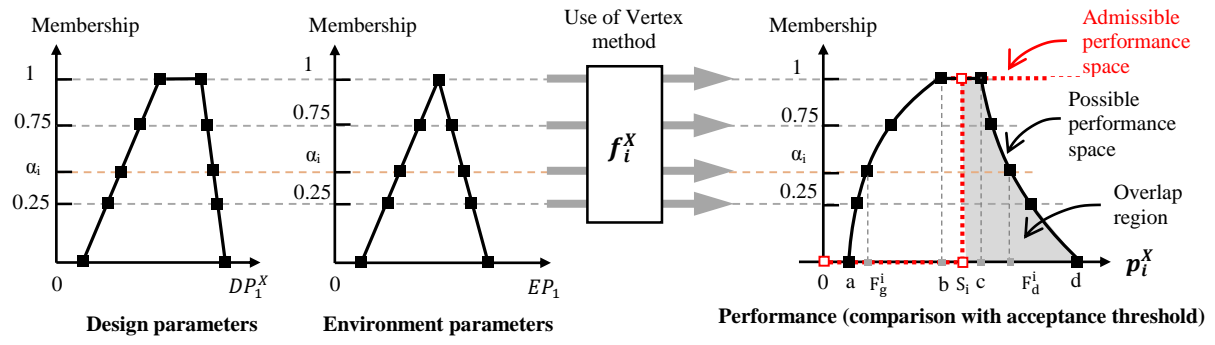 Membership
1
0.75
αi
0.25
0
DP₁ˣ
Design parameters
Membership
1
0.75
αi
0.25
0
EP₁
Environment parameters
Use of Vertex
method
fᵢˣ
Membership
1
0.75
αi
0.25
0 a Fgⁱ b Si c Fdⁱ d
pᵢˣ
Performance (comparison with acceptance threshold)
Admissible
performance
space
Possible
performance
space
Overlap
region